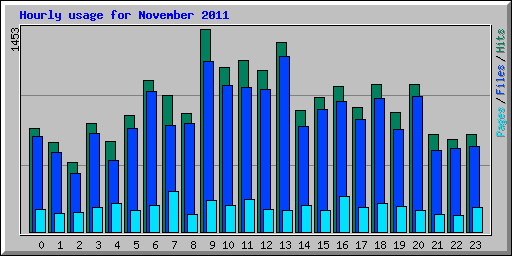 Hourly usage for November 2011
1453
Pages/Files/Hits
0 1 2 3 4 5 6 7 8 9 10 11 12 13 14 15 16 17 18 19 20 21 22 23